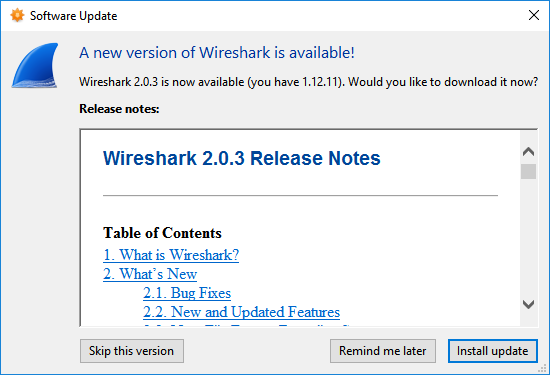 Software Update
A new version of Wireshark is available!
Wireshark 2.0.3 is now available (you have 1.12.11). Would you like to download it now?
Release notes:
Wireshark 2.0.3 Release Notes
Table of Contents
1. What is Wireshark?
2. What's New
2.1. Bug Fixes
2.2. New and Updated Features
Skip this version
Remind me later
Install update